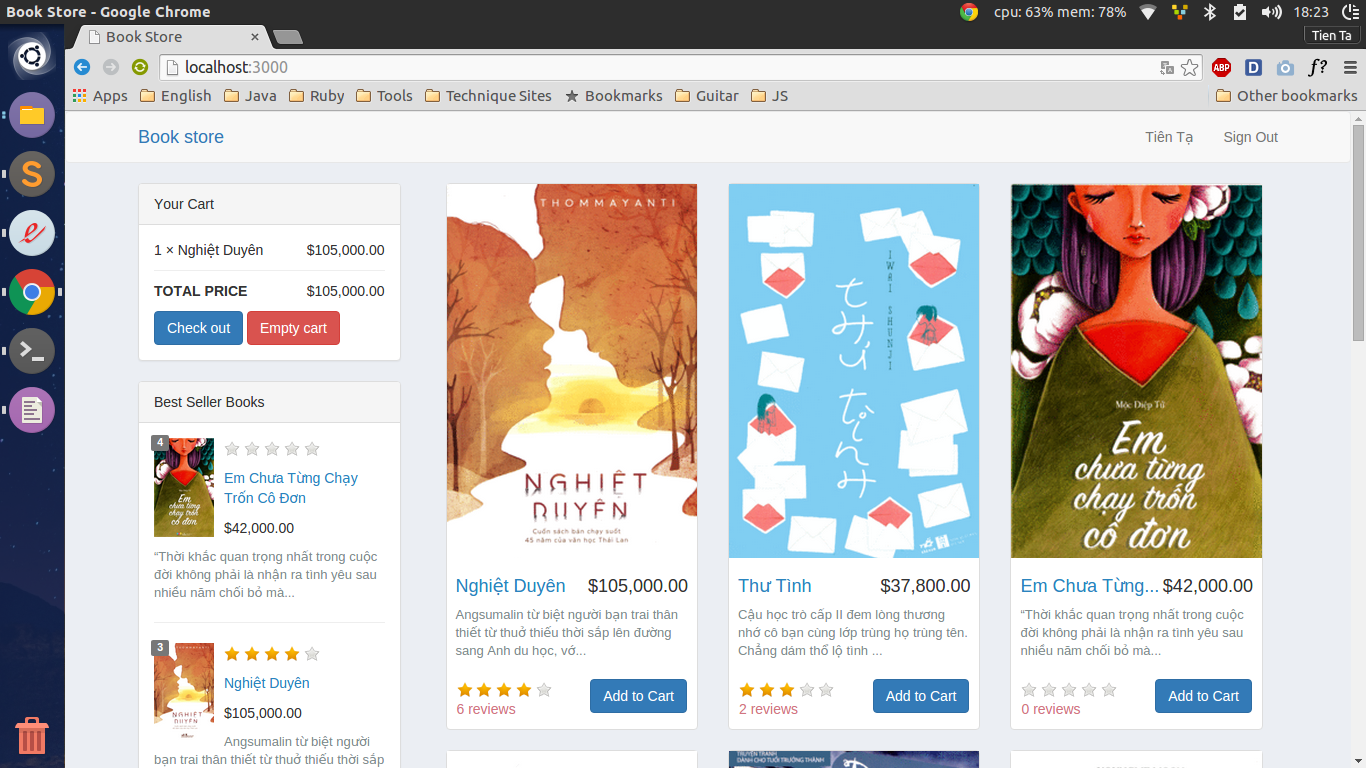 Book Store - Google Chrome
cpu: 63% mem: 78%
18:23
Book Store
Tien Ta
localhost:3000
ABP
D
f?
Apps
English
Java
Ruby
Tools
Technique Sites
Bookmarks
Guitar
JS
Other bookmarks
Book store
Tiên Tạ
Sign Out
Your Cart
1 × Nghiệt Duyên $105,000.00
TOTAL PRICE $105,000.00
Check out
Empty cart
Best Seller Books
4
Em Chưa Từng Chạy
Trốn Cô Đơn
$42,000.00
“Thời khắc quan trọng nhất trong cuộc
đời không phải là nhận ra tình yêu sau
nhiều năm chối bỏ mà...
3
Nghiệt Duyên
$105,000.00
Angsumalin từ biệt người
bạn trai thân thiết từ thuở thiếu thời sắp
THOMMAYANTI
NGHIỆT
DUYÊN
Cuốn sách bán chạy suốt
45 năm của văn học Thái Lan
Nghiệt Duyên $105,000.00
Angsumalin từ biệt người bạn trai thân
thiết từ thuở thiếu thời sắp lên đường
sang Anh du học, vớ...
6 reviews
Add to Cart
IWAI SHUNJI
thư tình
Thư Tình $37,800.00
Cậu học trò cấp II đem lòng thương
nhớ cô bạn cùng lớp trùng họ trùng tên.
Chẳng dám thổ lộ tình ...
2 reviews
Add to Cart
Mộc Diệp Tử
Em
chưa từng
chạy trốn
cô đơn
Em Chưa Từng... $42,000.00
“Thời khắc quan trọng nhất trong cuộc
đời không phải là nhận ra tình yêu sau
nhiều năm chối bỏ mà...
0 reviews
Add to Cart
TRUYỆN TRANH
DÀNH CHO TUỔI TRƯỞNG THÀNH